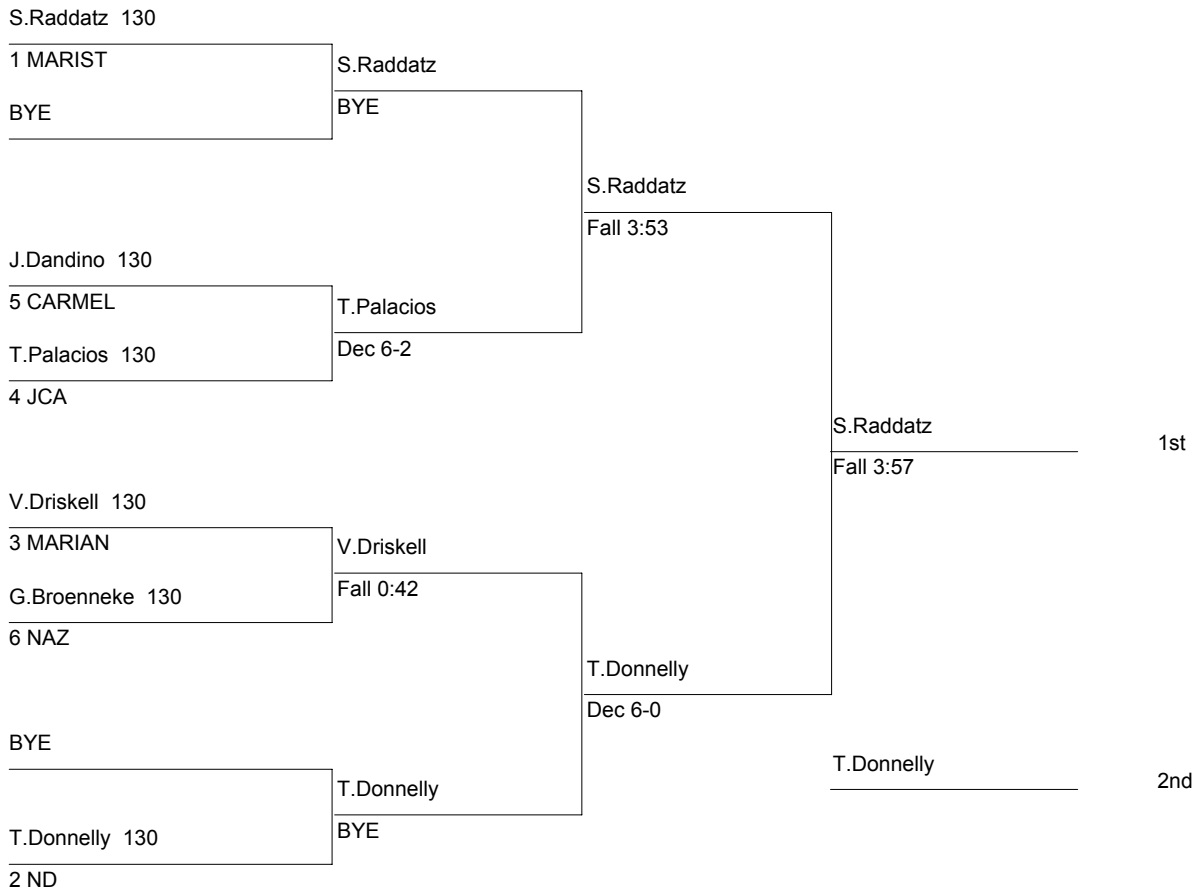 S.Raddatz 130
1 MARIST
BYE
S.Raddatz
BYE
S.Raddatz
Fall 3:53
J.Dandino 130
5 CARMEL
T.Palacios 130
4 JCA
T.Palacios
Dec 6-2
S.Raddatz
Fall 3:57
1st
V.Driskell 130
3 MARIAN
G.Broenneke 130
6 NAZ
V.Driskell
Fall 0:42
T.Donnelly
Dec 6-0
BYE
T.Donnelly 130
2 ND
T.Donnelly
BYE
T.Donnelly
2nd